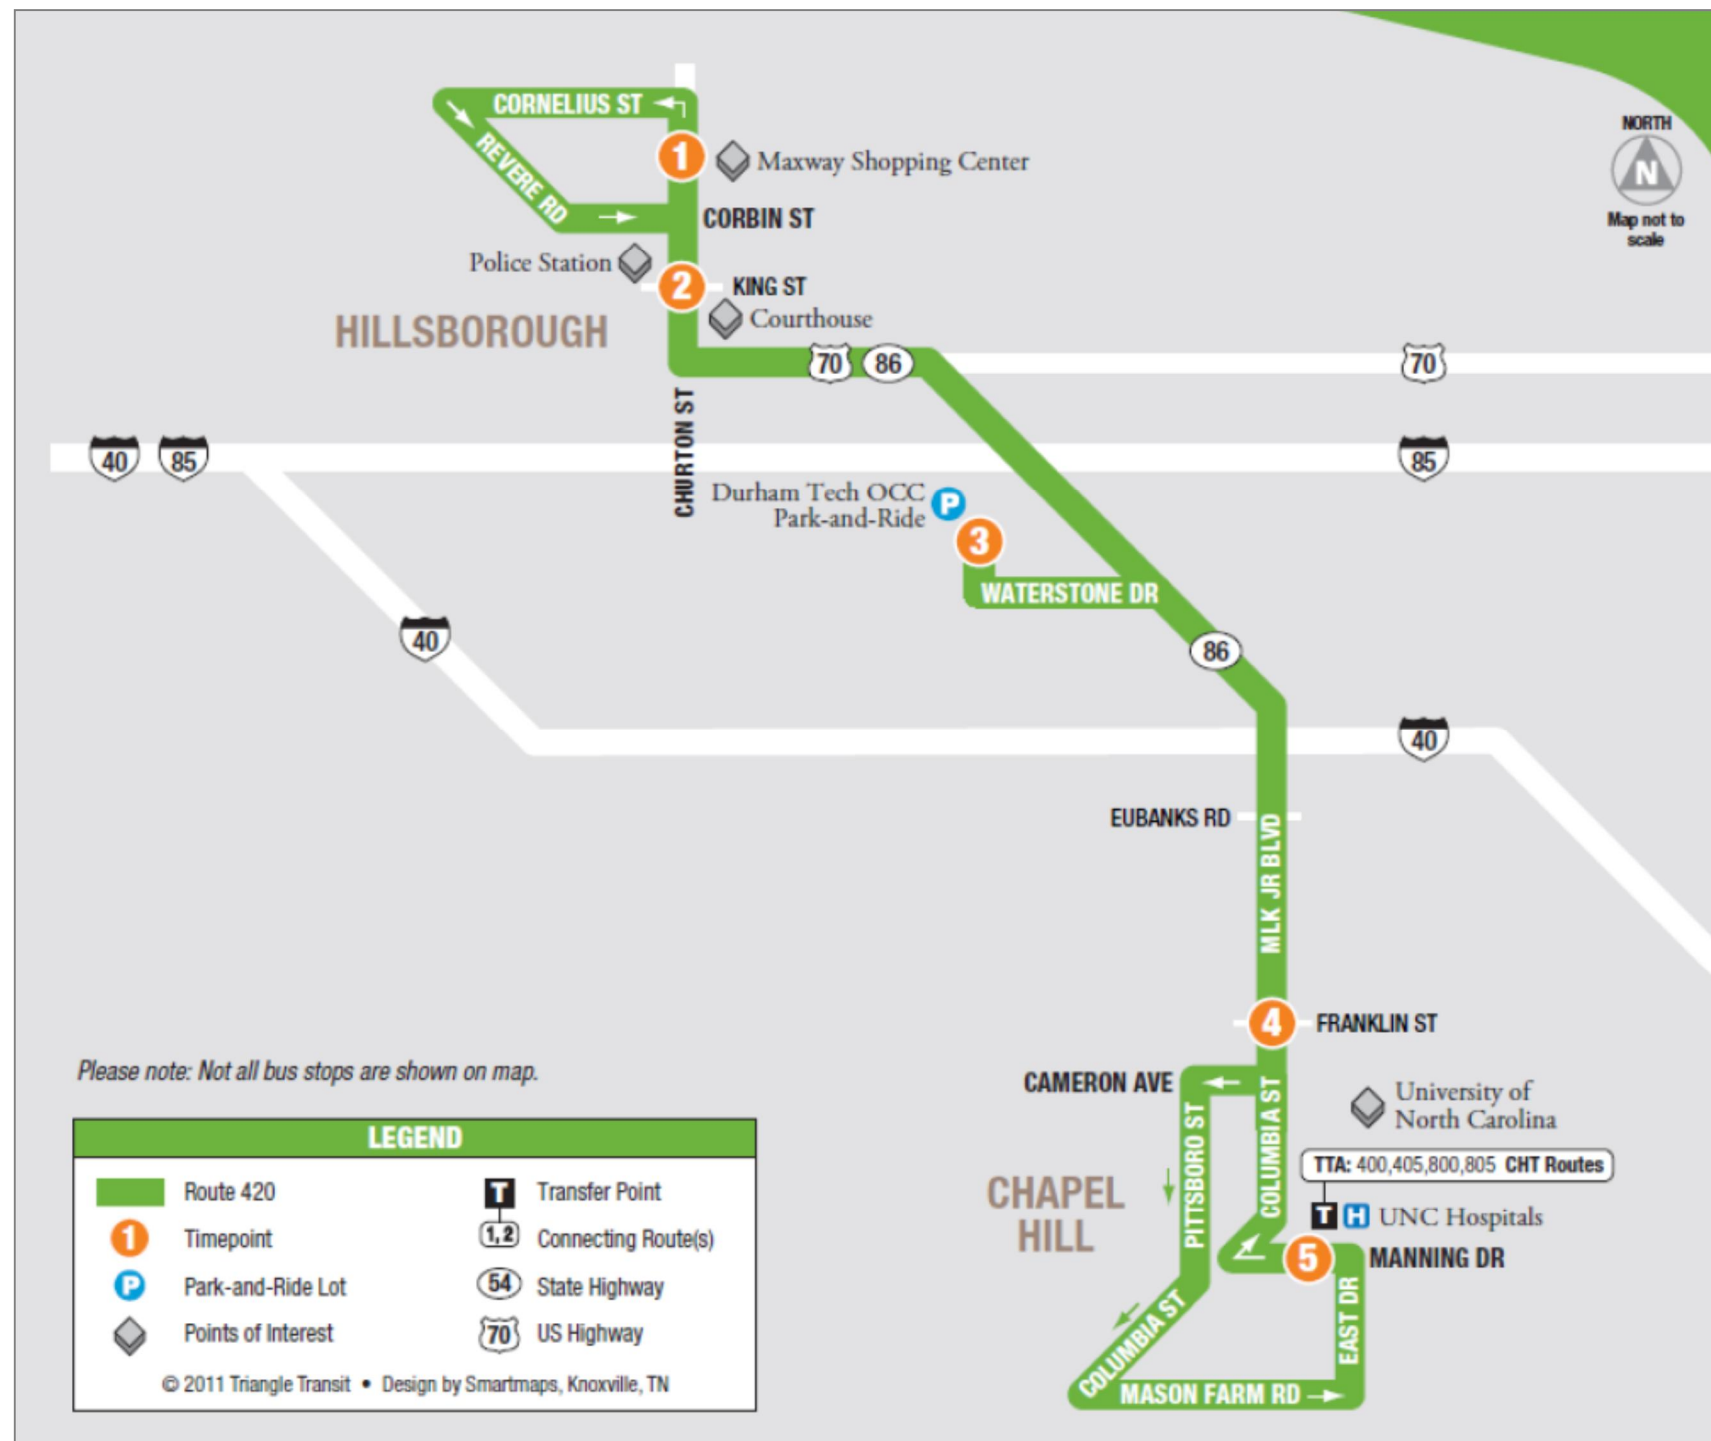 CORNELIUS ST
NORTH
N
Map not to
scale
1
Maxway Shopping Center
REVERE RD
CORBIN ST
Police Station
2
KING ST
Courthouse
HILLSBOROUGH
70
86
70
CHURTON ST
40
85
85
Durham Tech OCC
Park-and-Ride
P
3
WATERSTONE DR
40
86
40
EUBANKS RD
MLK JR BLVD
4
FRANKLIN ST
CAMERON AVE
COLUMBIA ST
PITTSBORO ST
University of
North Carolina
TTA: 400,405,800,805 CHT Routes
CHAPEL
HILL
T
H
UNC Hospitals
5
MANNING DR
COLUMBIA ST
EAST DR
MASON FARM RD
Please note: Not all bus stops are shown on map.
LEGEND
Route 420
T
Transfer Point
1
Timepoint
1, 2
Connecting Route(s)
P
Park-and-Ride Lot
54
State Highway
Points of Interest
70
US Highway
© 2011 Triangle Transit • Design by Smartmaps, Knoxville, TN